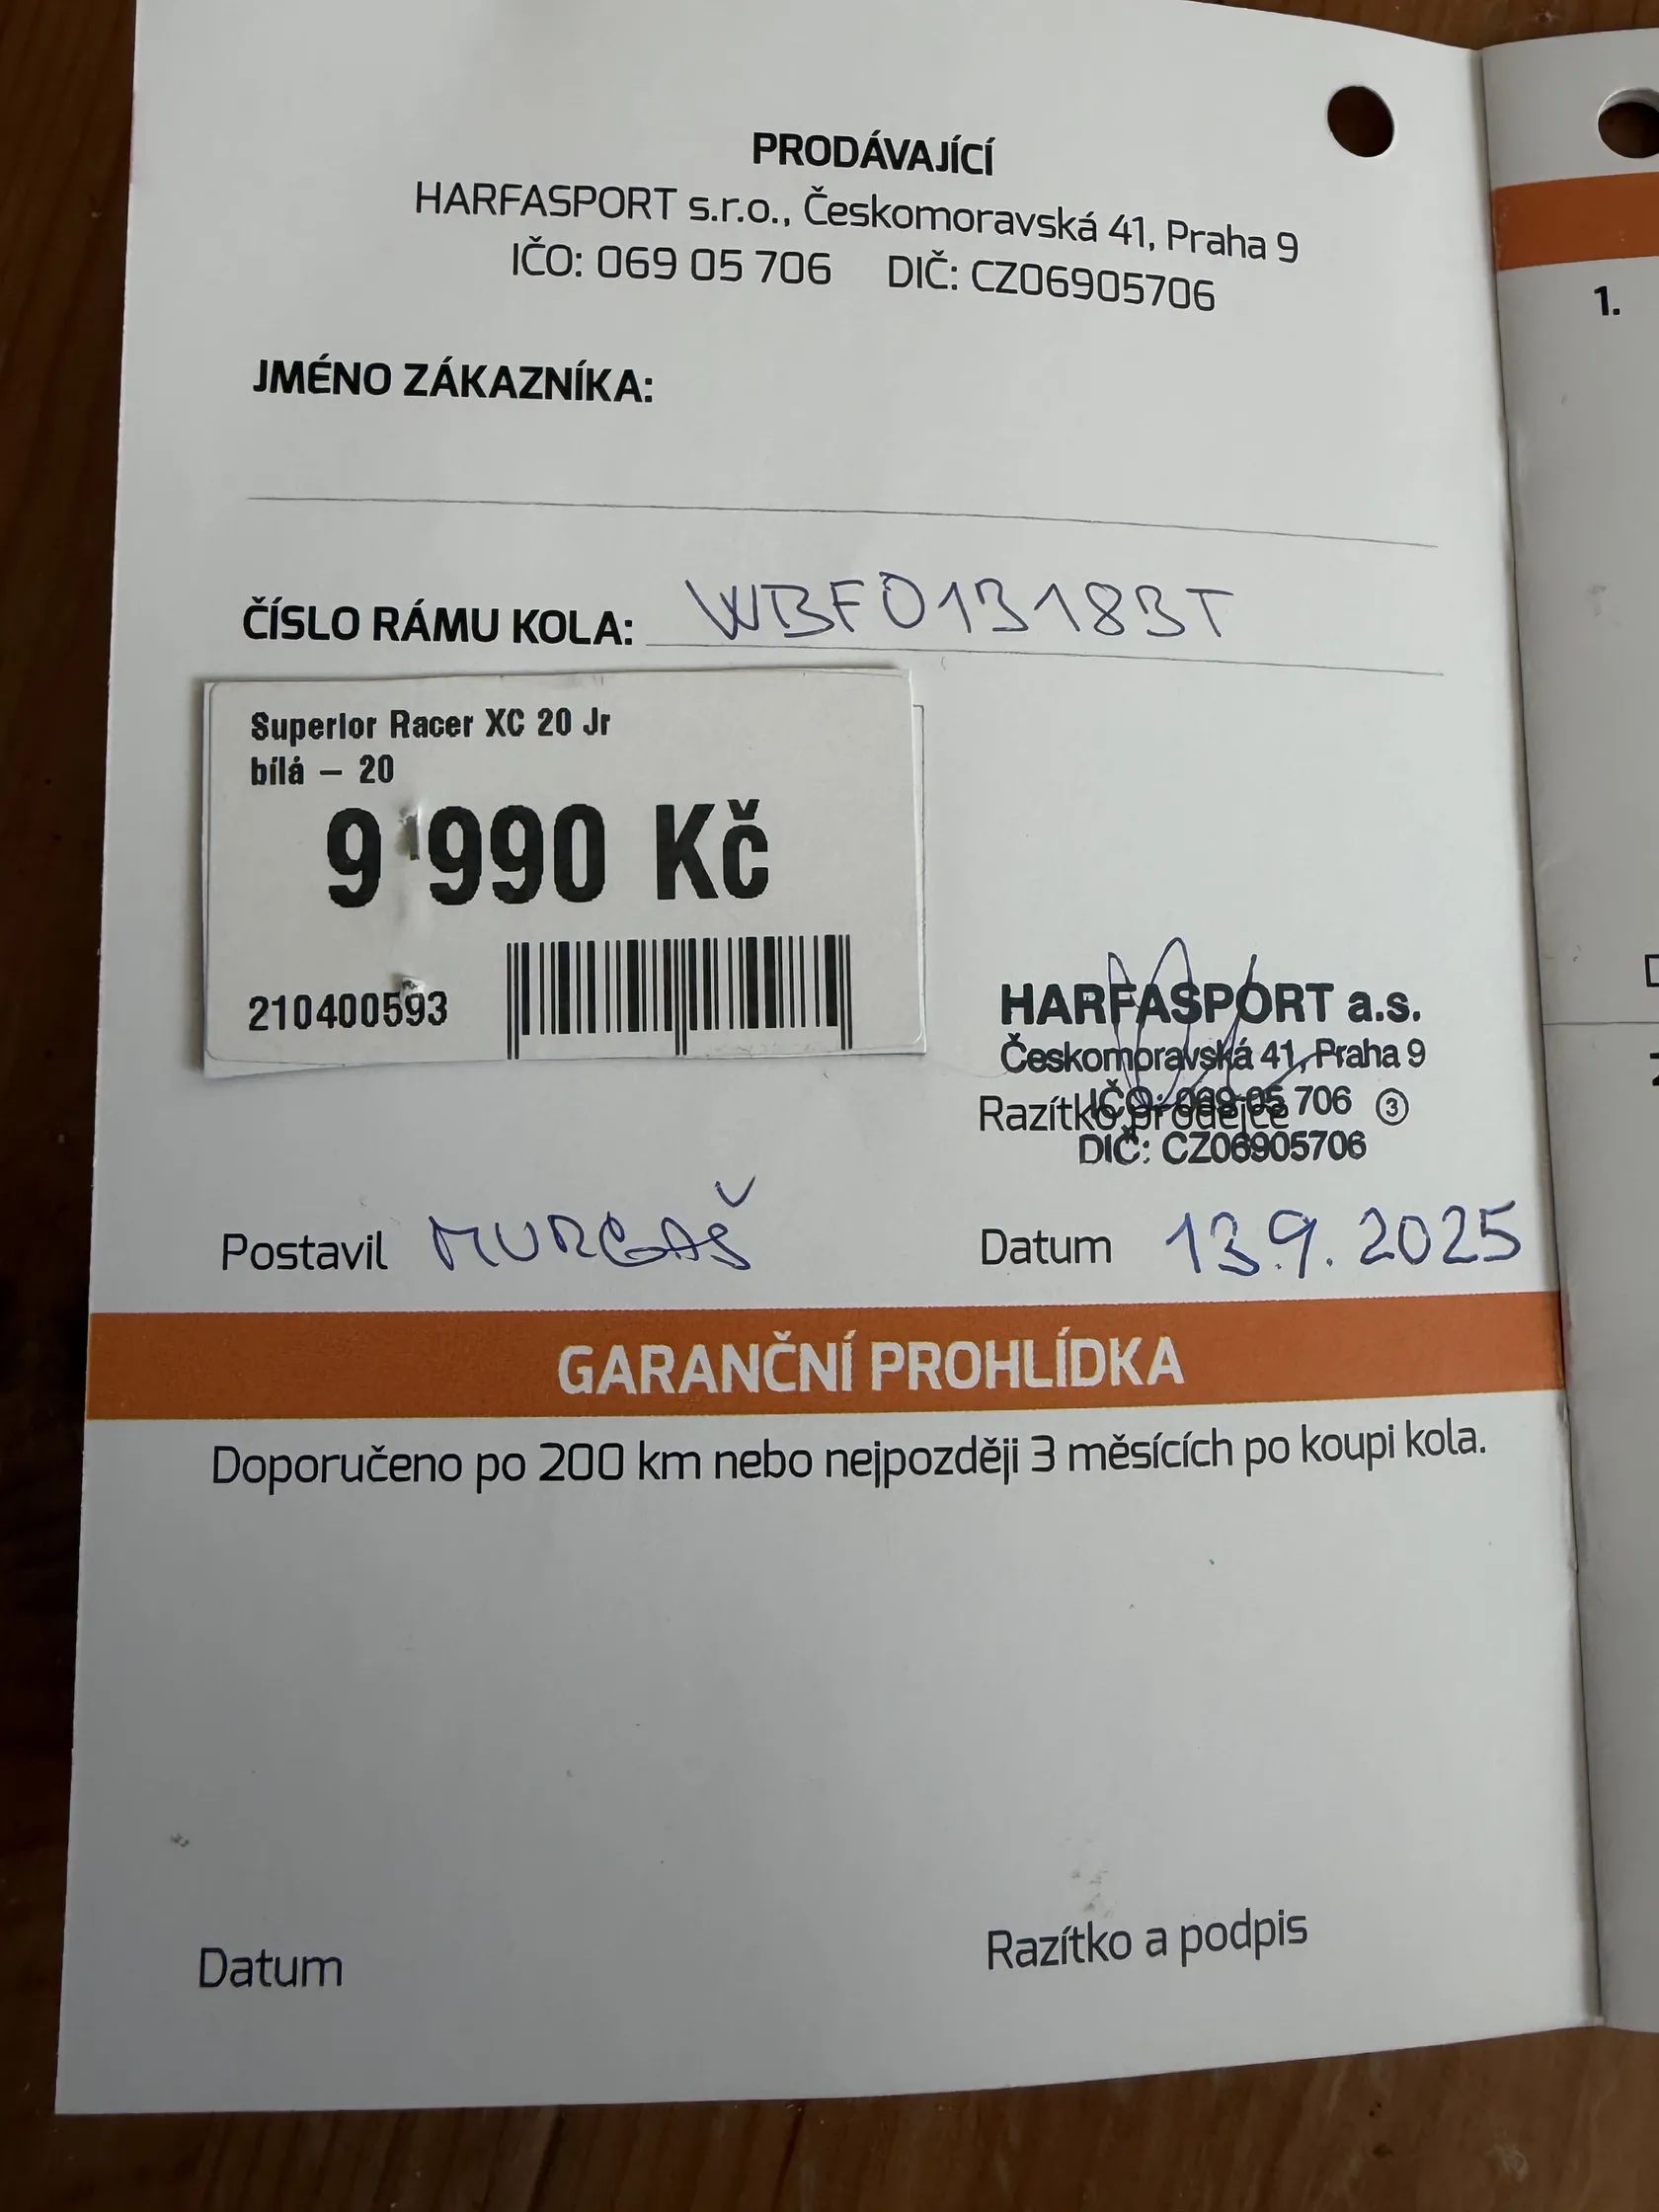 PRODÁVAJÍCÍ
HARFASPORT s.r.o., Českomoravská 41, Praha 9
IČO: 069 05 706 DIČ: CZ06905706
1.
JMÉNO ZÁKAZNÍKA:
ČÍSLO RÁMU KOLA: WBF013183T
Superior Racer XC 20 Jr
bílá – 20
9 990 Kč
210400593
HARFASPORT a.s.
Českomoravská 41, Praha 9
IČO: 069 05 706 3
Razítko prodejce
DIČ: CZ06905706
Postavil MURGAŠ Datum 13.9.2025
GARANČNÍ PROHLÍDKA
Doporučeno po 200 km nebo nejpozději 3 měsících po koupi kola.
Datum
Razítko a podpis